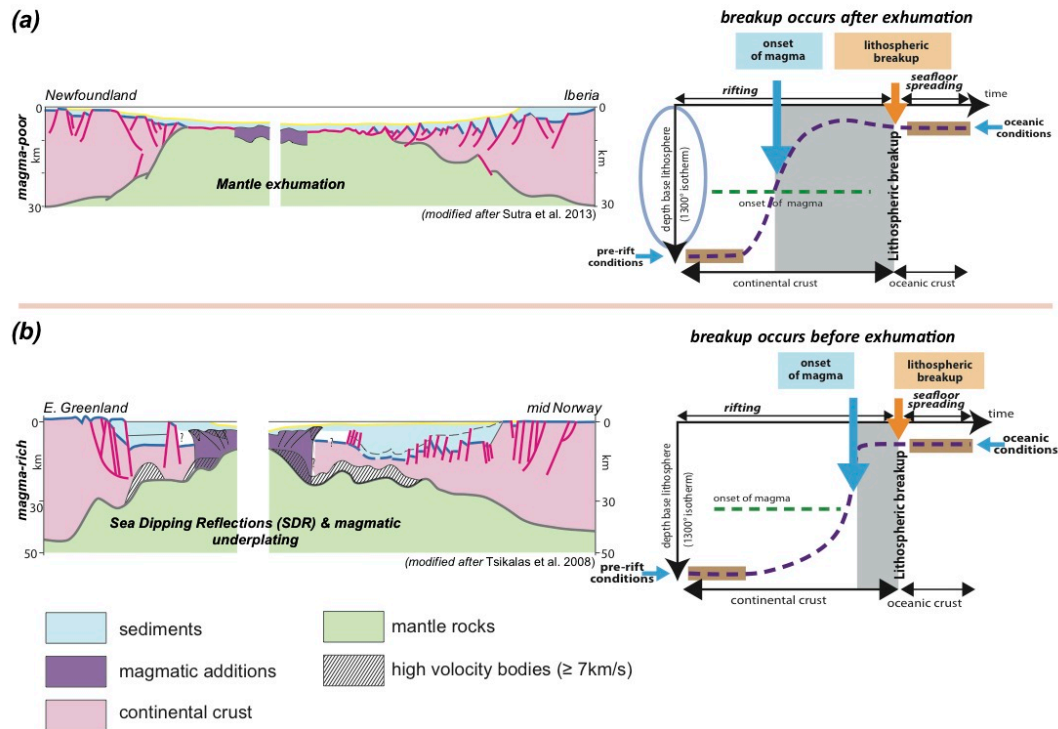 (a)
breakup occurs after exhumation
onset
of magma
lithospheric
breakup
Newfoundland
Iberia
seafloor
spreading
rifting
time
0
0
magma-poor
km
km
30
30
Mantle exhumation
(modified after Sutra et al. 2013)
depth base lithosphere
(1300° isotherm)
onset of magma
Lithospheric breakup
oceanic
conditions
pre-rift
conditions
continental crust
oceanic crust
(b)
breakup occurs before exhumation
onset
of magma
lithospheric
breakup
E. Greenland
mid Norway
seafloor
spreading
rifting
time
0
0
?
?
magma-rich
km
km
30
30
50
50
Sea Dipping Reflections (SDR) & magmatic
underplating
(modified after Tsikalas et al. 2008)
depth base lithosphere
(1300° isotherm)
onset of magma
Lithospheric breakup
oceanic
conditions
pre-rift
conditions
continental crust
oceanic crust
sediments
mantle rocks
magmatic additions
high volocity bodies (≥ 7km/s)
continental crust